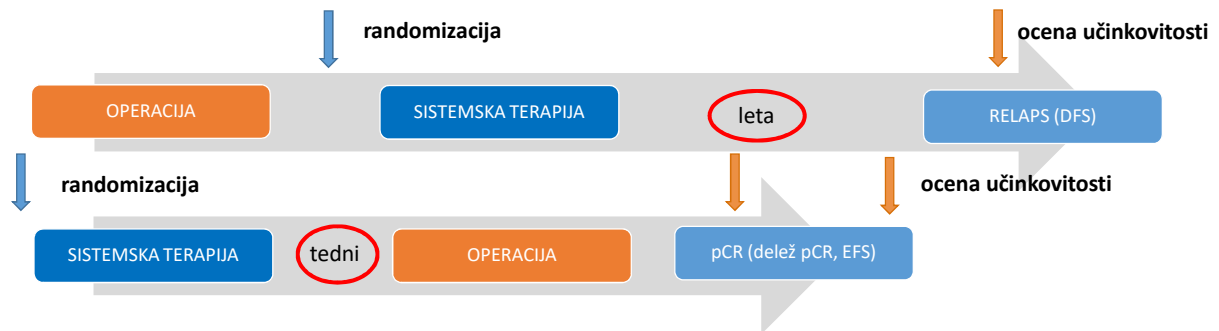 randomizacija
ocena učinkovitosti
OPERACIJA
SISTEMSKA TERAPIJA
leta
RELAPS (DFS)
randomizacija
ocena učinkovitosti
SISTEMSKA TERAPIJA
tedni
OPERACIJA
pCR (delež pCR, EFS)